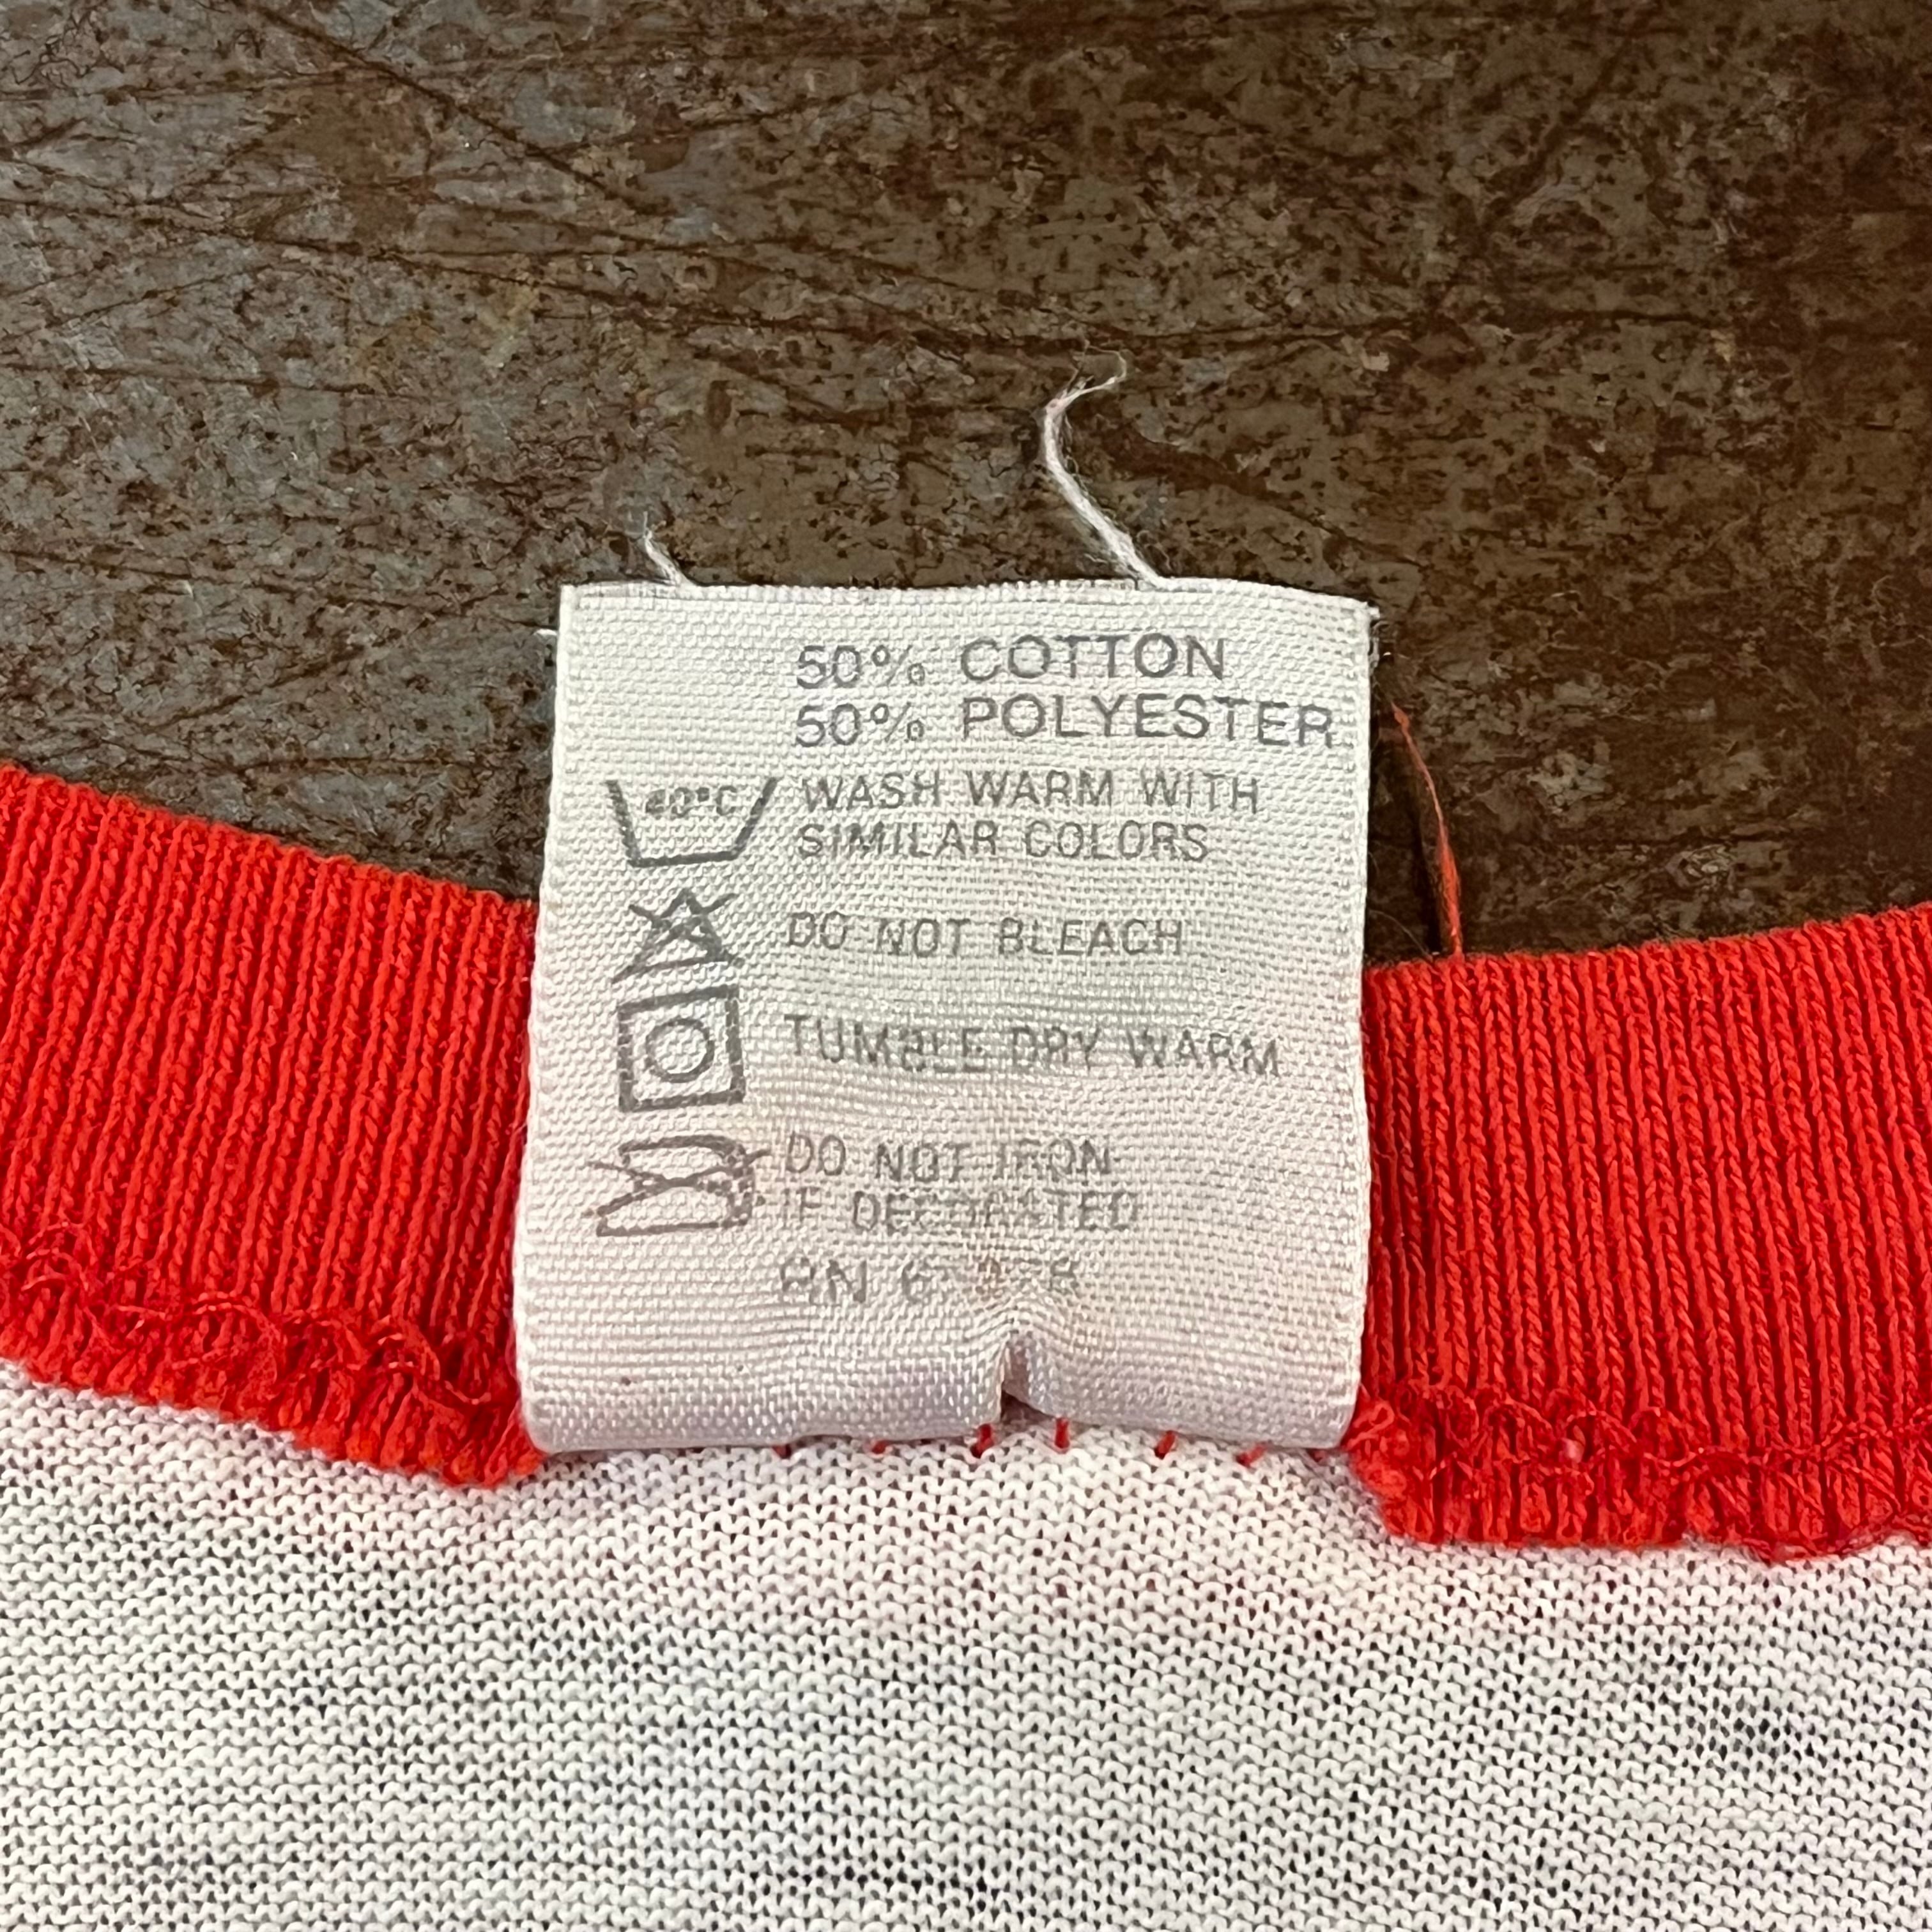 50% COTTON
50% POLYESTER
40°C
WASH WARM WITH
SIMILAR COLORS
DO NOT BLEACH
TUMBLE DRY WARM
DO NOT IRON
IF DECORATED
RN